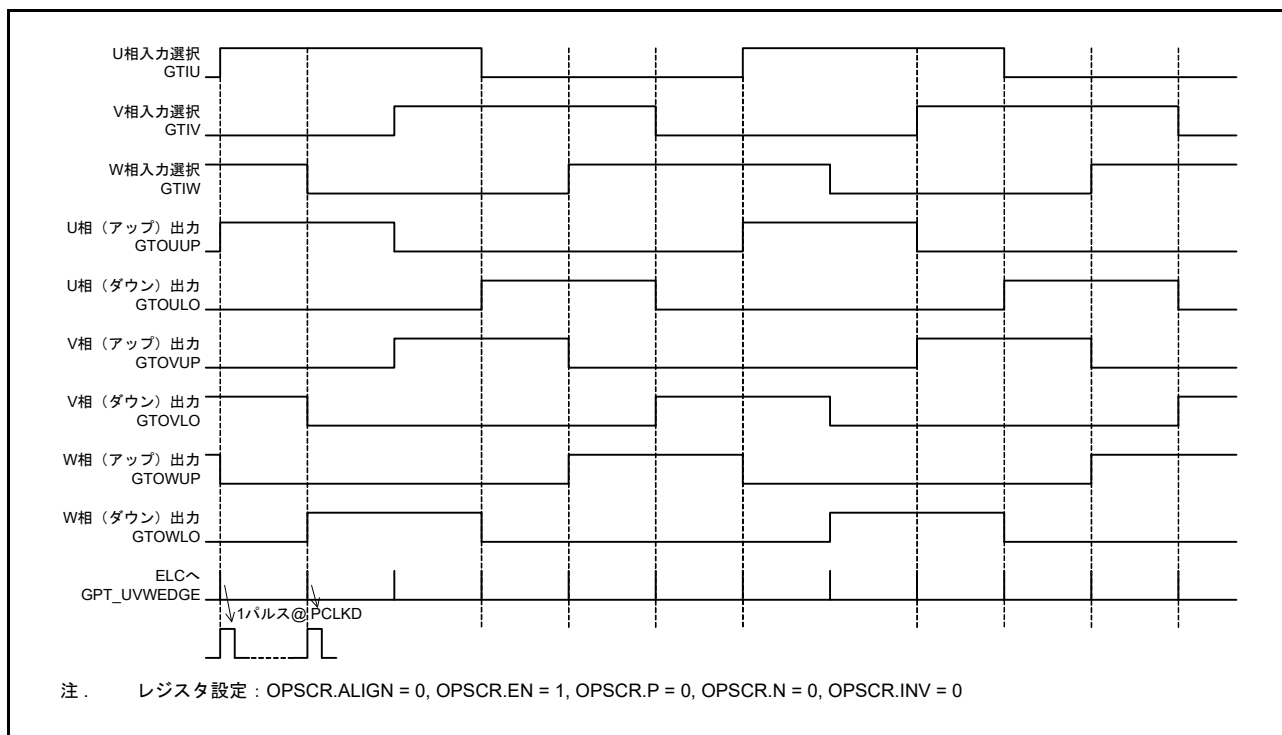 U相入力選択
GTIU
V相入力選択
GTIV
W相入力選択
GTIW
U相（アップ）出力
GTOUUP
U相（ダウン）出力
GTOULO
V相（アップ）出力
GTOVUP
V相（ダウン）出力
GTOVLO
W相（アップ）出力
GTOWUP
W相（ダウン）出力
GTOWLO
ELCへ
GPT_UVWEDGE
1パルス@PCLKD
注． レジスタ設定：OPSCR.ALIGN = 0, OPSCR.EN = 1, OPSCR.P = 0, OPSCR.N = 0, OPSCR.INV = 0